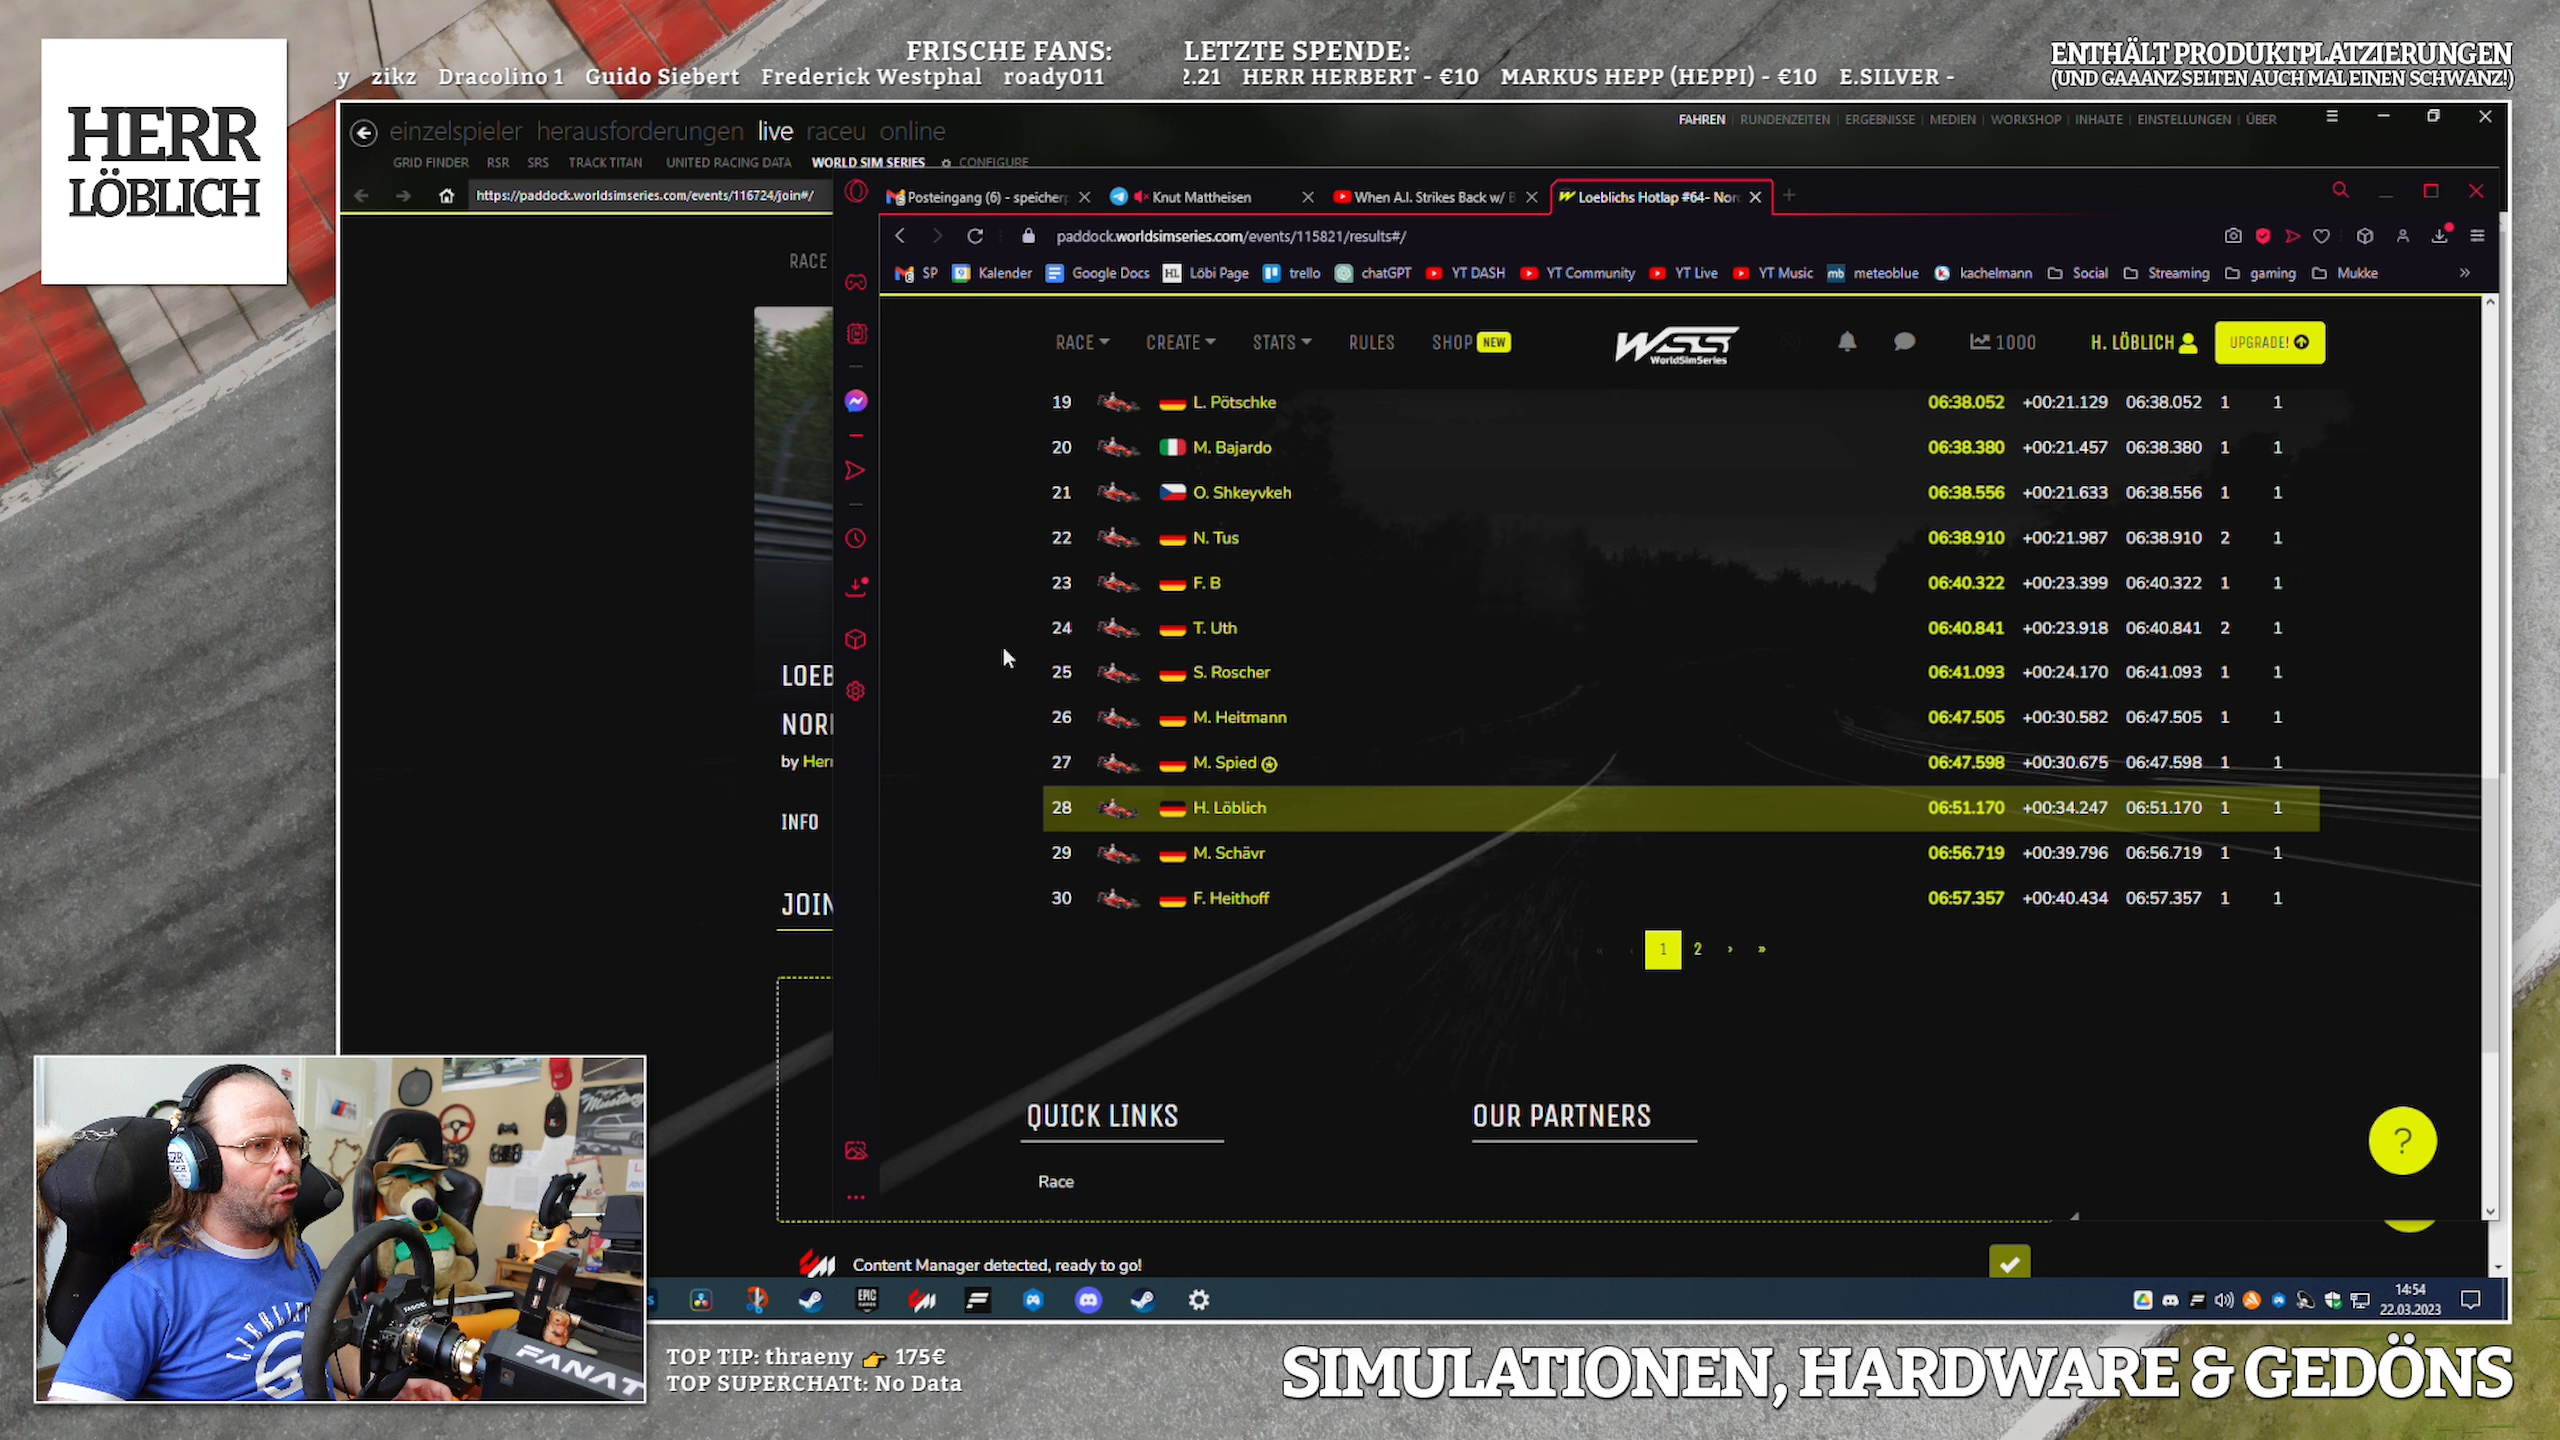 HERR
LÖBLICH
FRISCHE FANS:
.y zikz Dracolino 1 Guido Siebert Frederick Westphal roady011
LETZTE SPENDE:
2.21 HERR HERBERT - €10 MARKUS HEPP (HEPPI) - €10 E.SILVER -
ENTHÄLT PRODUKTPLATZIERUNGEN
(UND GAAANZ SELTEN AUCH MAL EINEN SCHWANZ!)
einzelspieler herausforderungen live raceu online
FAHREN RUNDENZEITEN ERGEBNISSE MEDIEN WORKSHOP INHALTE EINSTELLUNGEN ÜBER
GRID FINDER RSR SRS TRACK TITAN UNITED RACING DATA WORLD SIM SERIES CONFIGURE
https://paddock.worldsimseries.com/events/116724/join#/
Posteingang (6) - speicherp Knut Mattheisen When A.I. Strikes Back w/ B Loeblichs Hotlap #64- Nor
paddock.worldsimseries.com/events/115821/results#/
SP Kalender Google Docs HL Löbi Page trello chatGPT YT DASH YT Community YT Live YT Music mb meteoblue kachelmann Social Streaming gaming Mukke »
RACE
RACE CREATE STATS RULES SHOP NEW WSS WorldSimSeries 1000 H. LÖBLICH UPGRADE!
19 L. Pötschke 06:38.052 +00:21.129 06:38.052 1 1
20 M. Bajardo 06:38.380 +00:21.457 06:38.380 1 1
21 O. Shkeyvkeh 06:38.556 +00:21.633 06:38.556 1 1
22 N. Tus 06:38.910 +00:21.987 06:38.910 2 1
23 F. B 06:40.322 +00:23.399 06:40.322 1 1
24 T. Uth 06:40.841 +00:23.918 06:40.841 2 1
25 S. Roscher 06:41.093 +00:24.170 06:41.093 1 1
26 M. Heitmann 06:47.505 +00:30.582 06:47.505 1 1
27 M. Spied 06:47.598 +00:30.675 06:47.598 1 1
28 H. Löblich 06:51.170 +00:34.247 06:51.170 1 1
29 M. Schävr 06:56.719 +00:39.796 06:56.719 1 1
30 F. Heithoff 06:57.357 +00:40.434 06:57.357 1 1
« ‹ 1 2 › »
LOEB
NOR
by Her
INFO
JOIN
QUICK LINKS
OUR PARTNERS
Race
?
Content Manager detected, ready to go!
EPIC
14:54
22.03.2023
Mustang
FANAT
TOP TIP: thraeny 👉 175€
TOP SUPERCHATt: No Data
SIMULATIONEN, HARDWARE & GEDÖNS